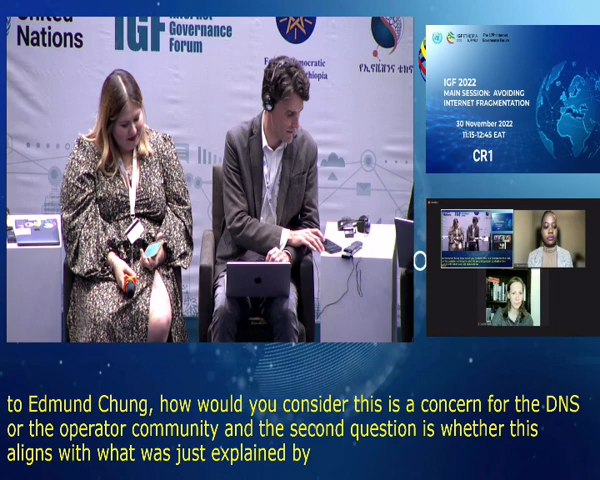 United
Nations
IGF
Internet
Governance
Forum
የኢኖቬሽን
IGF 2022
MAIN SESSION: AVOIDING
INTERNET FRAGMENTATION
30 November 2022
11:15-12:45 EAT
CR1
to Edmund Chung, how would you consider this is a concern for the DNS
or the operator community and the second question is whether this
aligns with what was just explained by